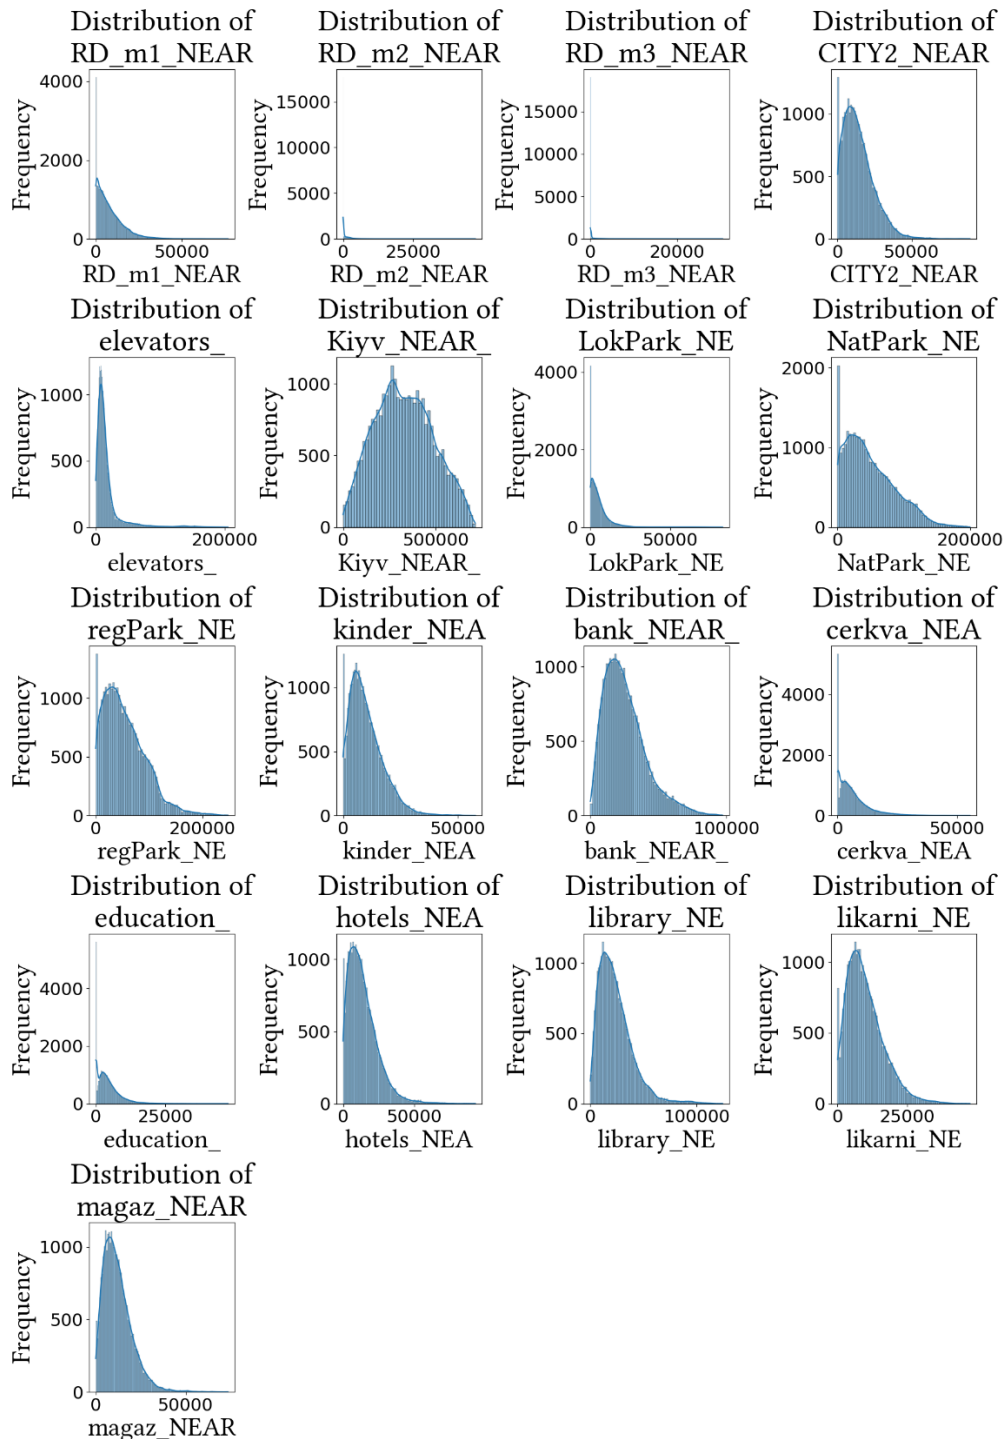 Distribution of
RD_m1_NEAR
Frequency
4000
2000
0
0
50000
RD_m1_NEAR
Distribution of
RD_m2_NEAR
Frequency
15000
10000
5000
0
0
25000
RD_m2_NEAR
Distribution of
RD_m3_NEAR
Frequency
17500
15000
12500
10000
7500
5000
2500
0
0
20000
RD_m3_NEAR
Distribution of
CITY2_NEAR
Frequency
1000
500
0
0
50000
CITY2_NEAR
Distribution of
elevators_
Frequency
1000
500
0
0
200000
elevators_
Distribution of
Kiyv_NEAR_
Frequency
1000
750
500
250
0
0
500000
Kiyv_NEAR_
Distribution of
LokPark_NE
Frequency
4000
3000
2000
1000
0
0
50000
LokPark_NE
Distribution of
NatPark_NE
Frequency
2000
1000
0
0
200000
NatPark_NE
Distribution of
regPark_NE
Frequency
1000
500
0
0
200000
regPark_NE
Distribution of
kinder_NEA
Frequency
1000
500
0
0
50000
kinder_NEA
Distribution of
bank_NEAR_
Frequency
1000
500
0
0
100000
bank_NEAR_
Distribution of
cerkva_NEA
Frequency
4000
2000
0
0
50000
cerkva_NEA
Distribution of
education_
Frequency
4000
2000
0
0
25000
education_
Distribution of
hotels_NEA
Frequency
1000
500
0
0
50000
hotels_NEA
Distribution of
library_NE
Frequency
1000
500
0
0
100000
library_NE
Distribution of
likarni_NE
Frequency
1000
500
0
0
25000
likarni_NE
Distribution of
magaz_NEAR
Frequency
1000
500
0
0
50000
magaz_NEAR